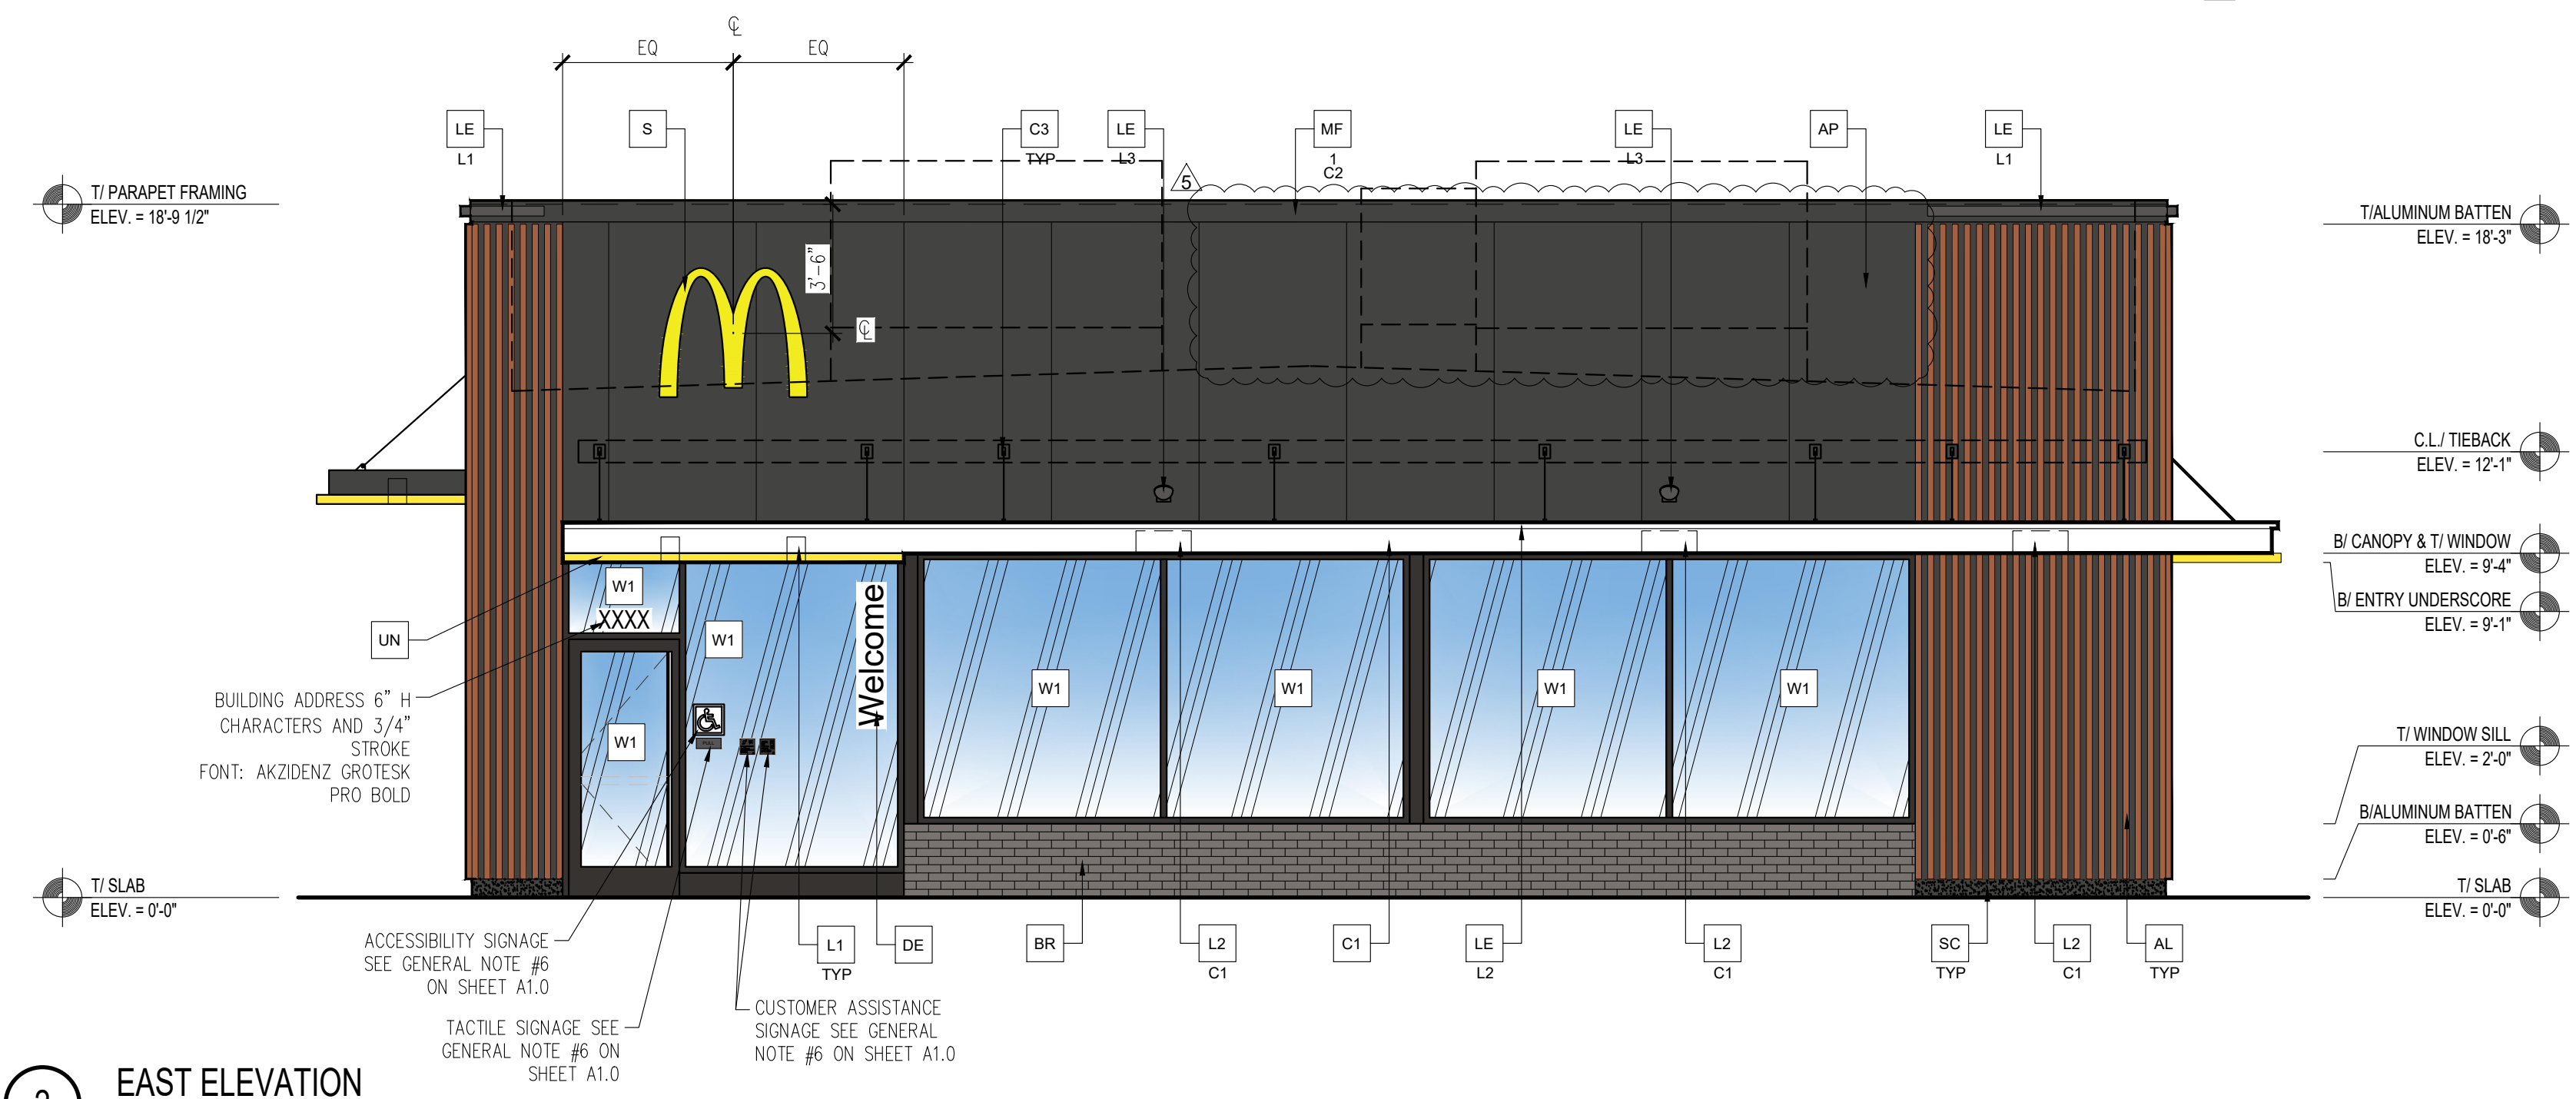 ℄
EQ
EQ
LE
L1
S
C3
TYP
LE
L3
MF
1
C2
LE
L3
AP
LE
L1
5
T/ PARAPET FRAMING
ELEV. = 18'-9 1/2"
T/ALUMINUM BATTEN
ELEV. = 18'-3"
3'-6"
℄
C.L./ TIEBACK
ELEV. = 12'-1"
B/ CANOPY & T/ WINDOW
ELEV. = 9'-4"
B/ ENTRY UNDERSCORE
ELEV. = 9'-1"
W1
XXXX
UN
W1
Welcome
W1
W1
W1
W1
W1
BUILDING ADDRESS 6" H
CHARACTERS AND 3/4"
STROKE
FONT: AKZIDENZ GROTESK
PRO BOLD
PULL
T/ WINDOW SILL
ELEV. = 2'-0"
B/ALUMINUM BATTEN
ELEV. = 0'-6"
T/ SLAB
ELEV. = 0'-0"
T/ SLAB
ELEV. = 0'-0"
ACCESSIBILITY SIGNAGE
SEE GENERAL NOTE #6
ON SHEET A1.0
L1
TYP
DE
BR
L2
C1
C1
LE
L2
L2
C1
SC
TYP
L2
C1
AL
TYP
TACTILE SIGNAGE SEE
GENERAL NOTE #6 ON
SHEET A1.0
CUSTOMER ASSISTANCE
SIGNAGE SEE GENERAL
NOTE #6 ON SHEET A1.0
EAST ELEVATION